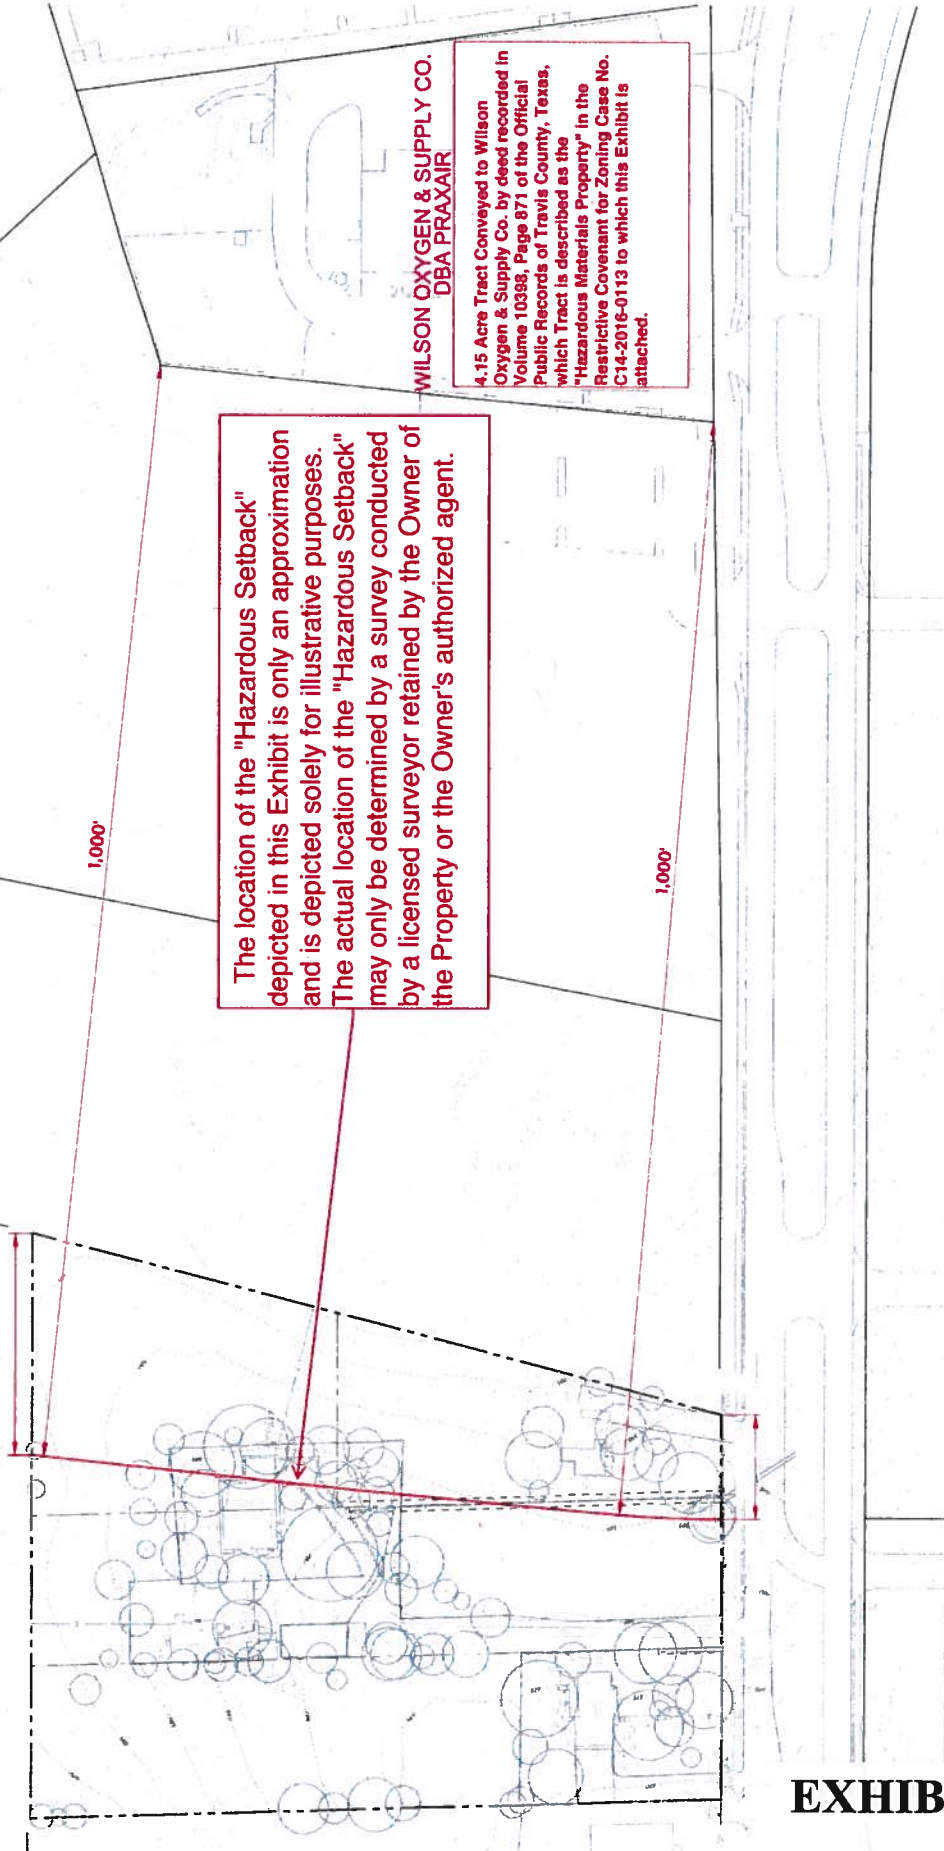 WILSON OXYGEN & SUPPLY CO.
DBA PRAXAIR
4.15 Acre Tract Conveyed to Wilson
Oxygen & Supply Co. by deed recorded in
Volume 10398, Page 871 of the Official
Public Records of Travis County, Texas,
which Tract is described as the
"Hazardous Materials Property" in the
Restrictive Covenant for Zoning Case No.
C14-2016-0113 to which this Exhibit is
attached.
The location of the "Hazardous Setback"
depicted in this Exhibit is only an approximation
and is depicted solely for illustrative purposes.
The actual location of the "Hazardous Setback"
may only be determined by a survey conducted
by a licensed surveyor retained by the Owner of
the Property or the Owner's authorized agent.
1,000'
1,000'
EXHIB